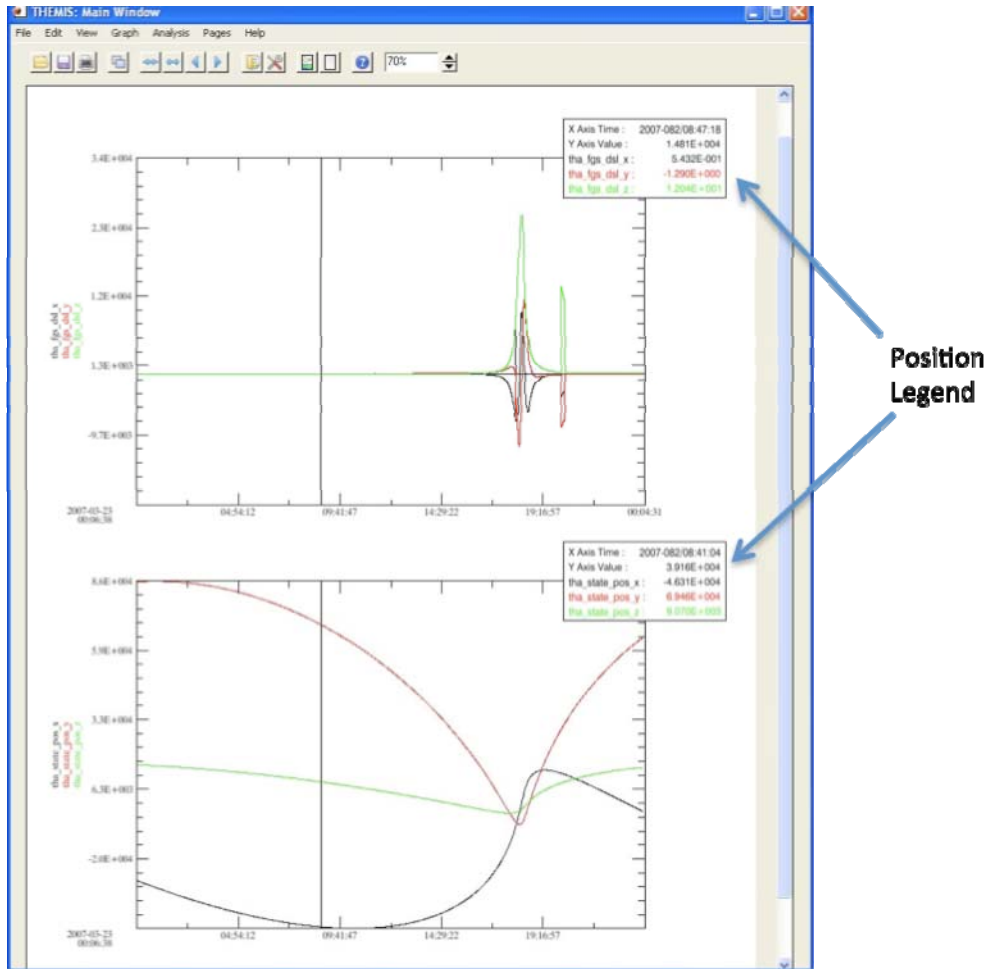 THEMIS: Main Window
File Edit View Graph Analysis Pages Help
70%
X Axis Time : 2007-082/08:47:18
Y Axis Value : 1.481E+004
tha_fgs_dsl_x : 5.432E-001
tha_fgs_dsl_y : -1.290E+000
tha_fgs_dsl_z : 1.204E+001
3.4E+004
2.3E+004
1.2E+004
1.3E+003
-9.7E+003
tha_fgs_dsl_x
tha_fgs_dsl_y
tha_fgs_dsl_z
2007-03-23
00:06:38
04:54:12 09:41:47 14:29:22 19:16:57 00:04:31
Position
Legend
X Axis Time : 2007-082/08:41:04
Y Axis Value : 3.916E+004
tha_state_pos_x : -4.631E+004
tha_state_pos_y : 6.946E+004
tha_state_pos_z : 9.070E+003
8.6E+004
5.9E+004
3.3E+004
6.3E+003
-2.0E+004
tha_state_pos_x
tha_state_pos_y
tha_state_pos_z
2007-03-23
00:06:38
04:54:12 09:41:47 14:29:22 19:16:57